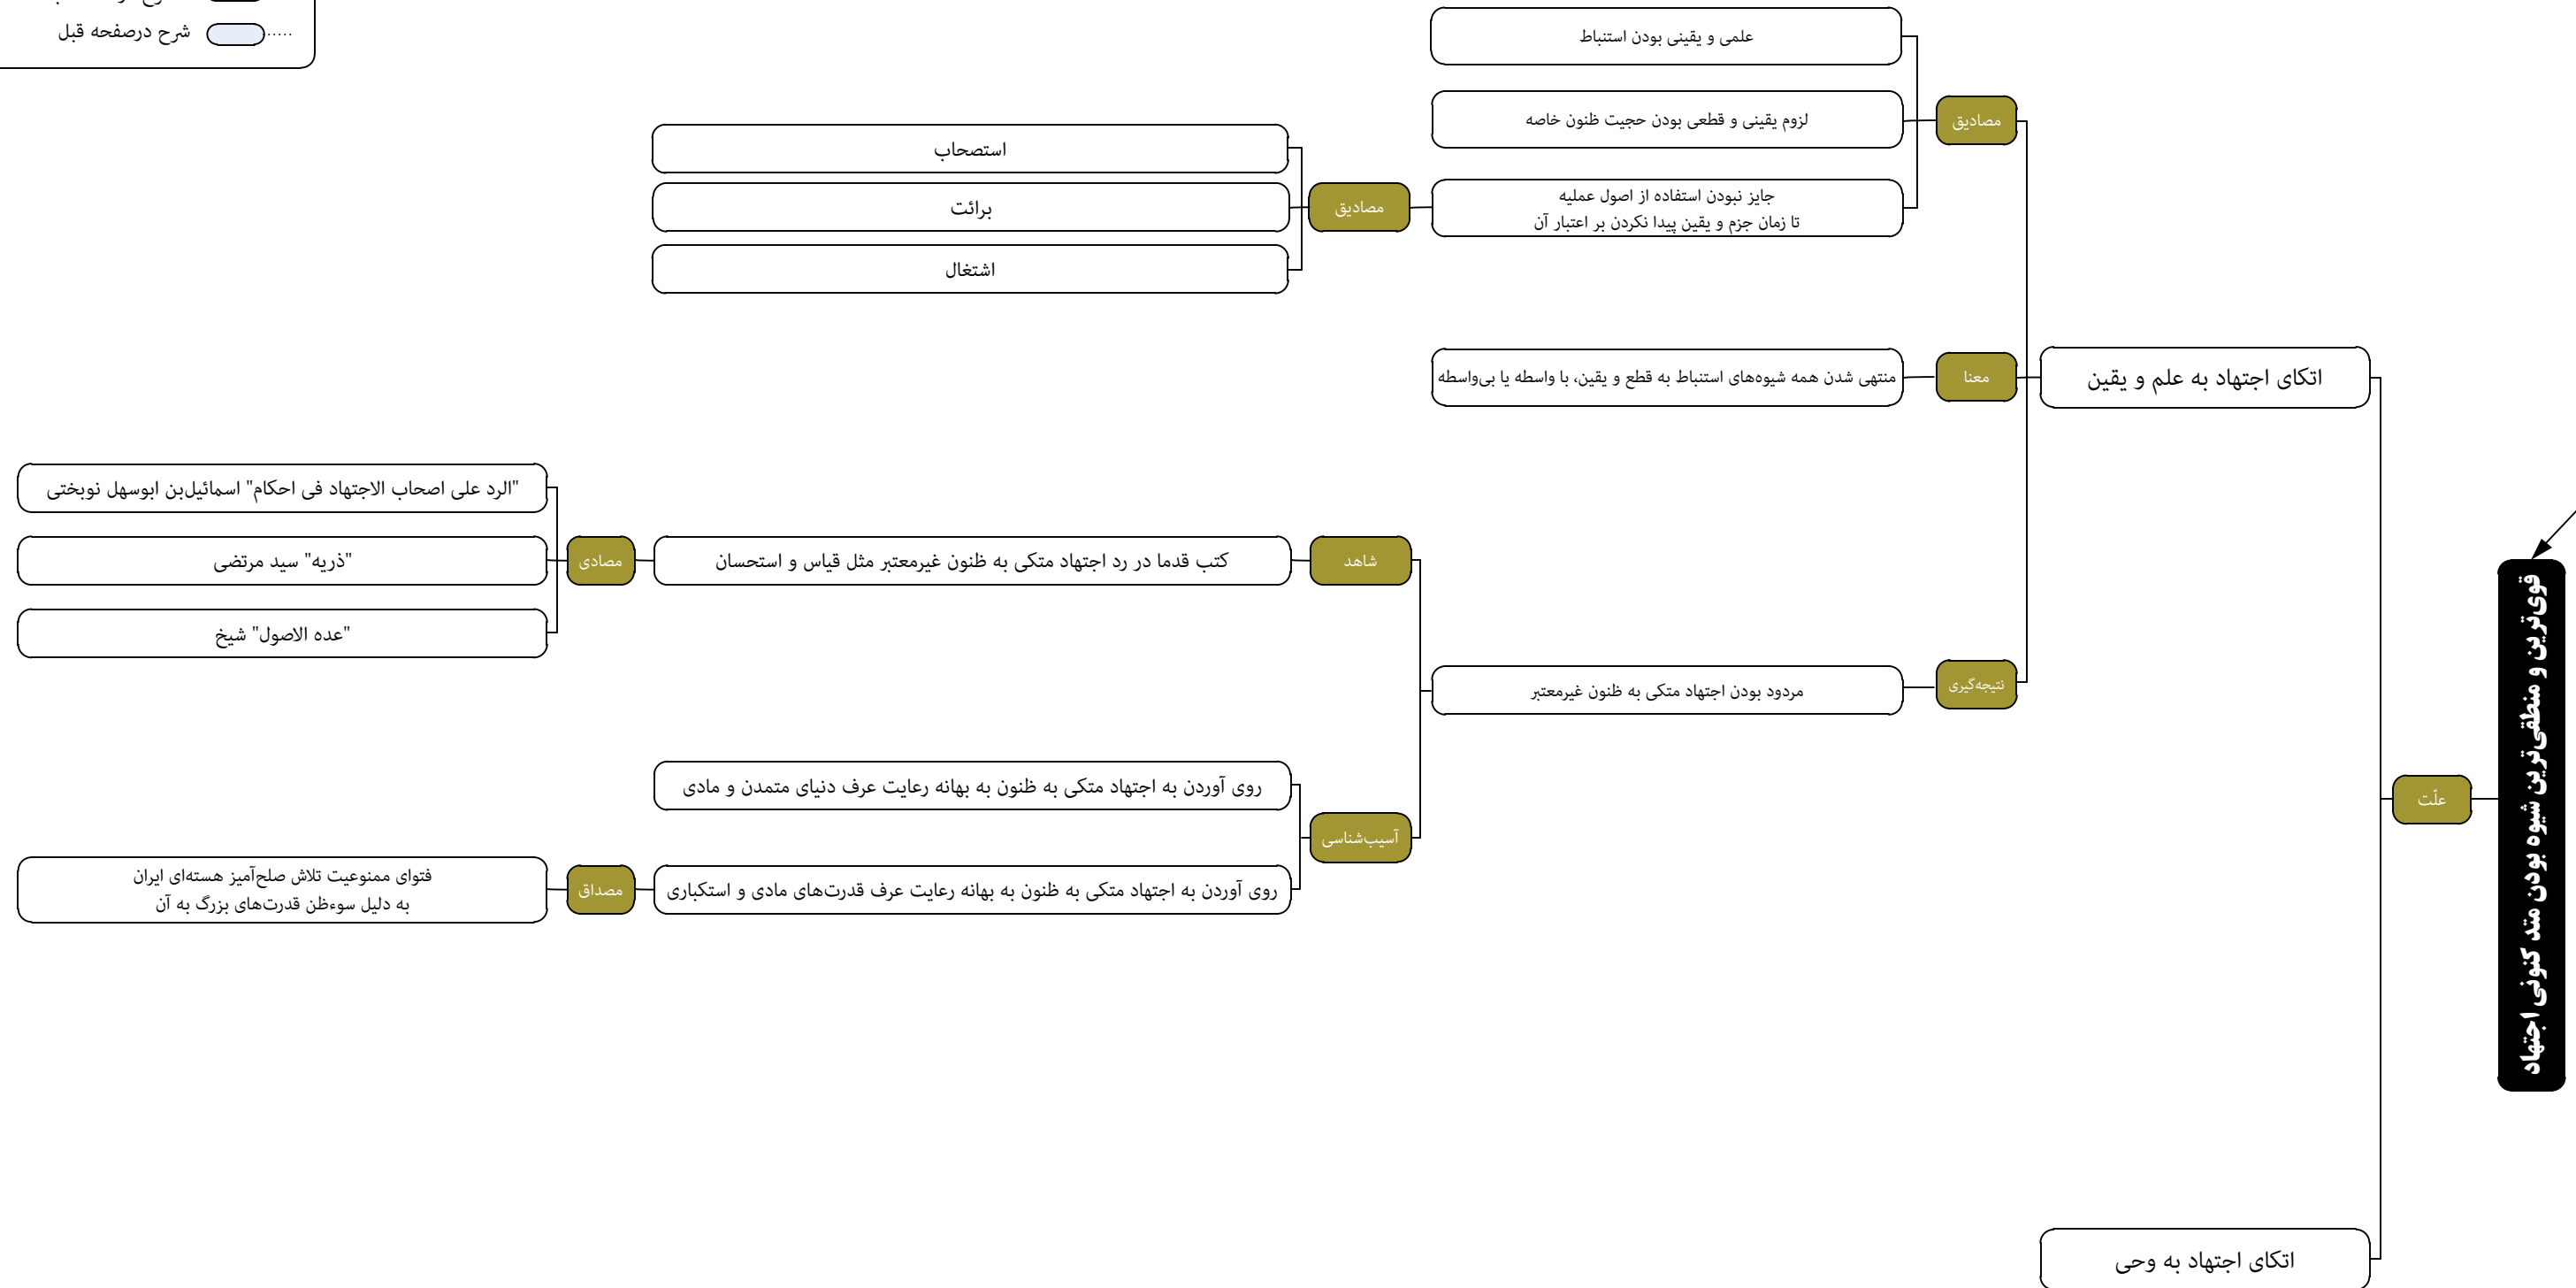 شرح درصفحه قبل
قوی‌ترین و منطقی‌ترین شیوه بودن متد کنونی اجتهاد
علّت
اتکای اجتهاد به علم و یقین
مصادیق
علمی و یقینی بودن استنباط
لزوم یقینی و قطعی بودن حجیت ظنون خاصه
جایز نبودن استفاده از اصول عملیه
تا زمان جزم و یقین پیدا نکردن بر اعتبار آن
مصادیق
استصحاب
برائت
اشتغال
معنا
منتهی شدن همه شیوه‌های استنباط به قطع و یقین، با واسطه یا بی‌واسطه
نتیجه‌گیری
مردود بودن اجتهاد متکی به ظنون غیرمعتبر
شاهد
کتب قدما در رد اجتهاد متکی به ظنون غیرمعتبر مثل قیاس و استحسان
مصادی
"الرد علی اصحاب الاجتهاد فی احکام" اسمائیل‌بن ابوسهل نوبختی
"ذریه" سید مرتضی
"عده الاصول" شیخ
آسیب‌شناسی
روی آوردن به اجتهاد متکی به ظنون به بهانه رعایت عرف دنیای متمدن و مادی
روی آوردن به اجتهاد متکی به ظنون به بهانه رعایت عرف قدرت‌های مادی و استکباری
مصداق
فتوای ممنوعیت تلاش صلح‌آمیز هسته‌ای ایران
به دلیل سوءظن قدرت‌های بزرگ به آن
اتکای اجتهاد به وحی